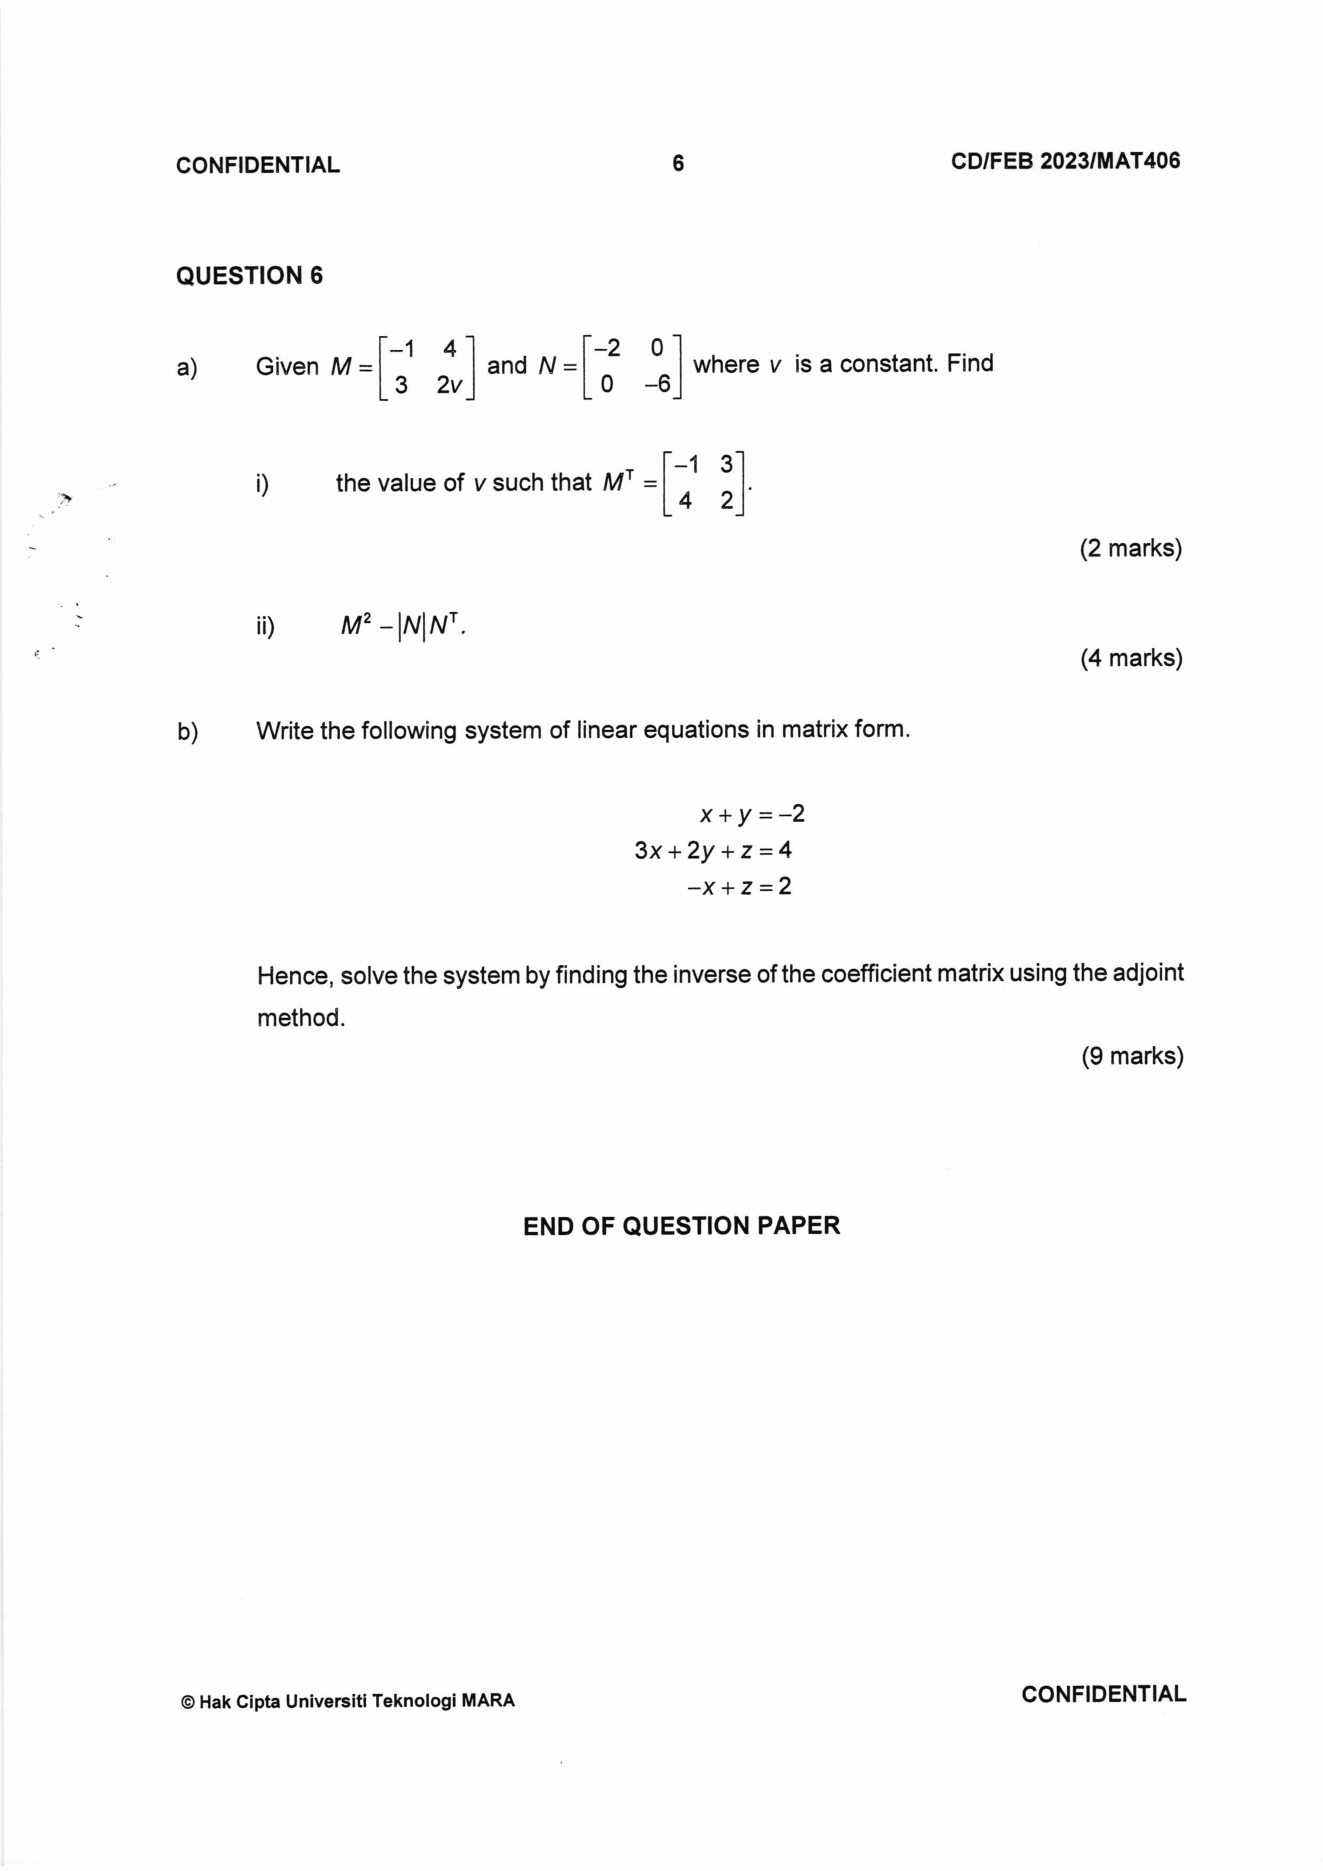 CONFIDENTIAL 6 CD/FEB 2023/MAT406
QUESTION 6
a) Given M = [−1 4; 3 2v] and N = [−2 0; 0 −6] where v is a constant. Find
i) the value of v such that Mᵀ = [−1 3; 4 2].
(2 marks)
ii) M² − |N| Nᵀ.
(4 marks)
b) Write the following system of linear equations in matrix form.
x + y = −2
3x + 2y + z = 4
−x + z = 2
Hence, solve the system by finding the inverse of the coefficient matrix using the adjoint
method.
(9 marks)
END OF QUESTION PAPER
© Hak Cipta Universiti Teknologi MARA CONFIDENTIAL